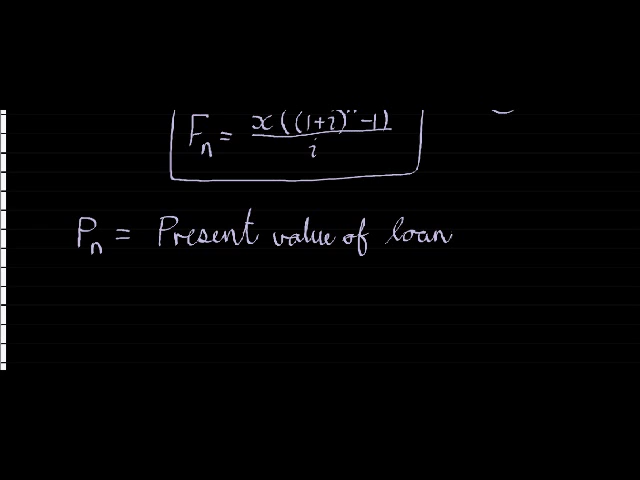 Fn = x((1+i)^n -1)
i
Pn = Present value of loan